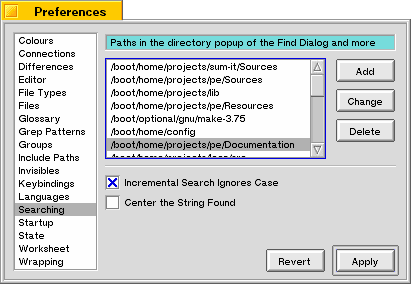 Preferences
Colours
Connections
Differences
Editor
File Types
Files
Glossary
Grep Patterns
Groups
Include Paths
Invisibles
Keybindings
Languages
Searching
Startup
State
Worksheet
Wrapping
Paths in the directory popup of the Find Dialog and more
/boot/home/projects/sum-it/Sources
/boot/home/projects/pe/Sources
/boot/home/projects/lib
/boot/home/projects/pe/Resources
/boot/optional/gnu/make-3.75
/boot/home/config
/boot/home/projects/pe/Documentation
Add
Change
Delete
Incremental Search Ignores Case
Center the String Found
Revert
Apply